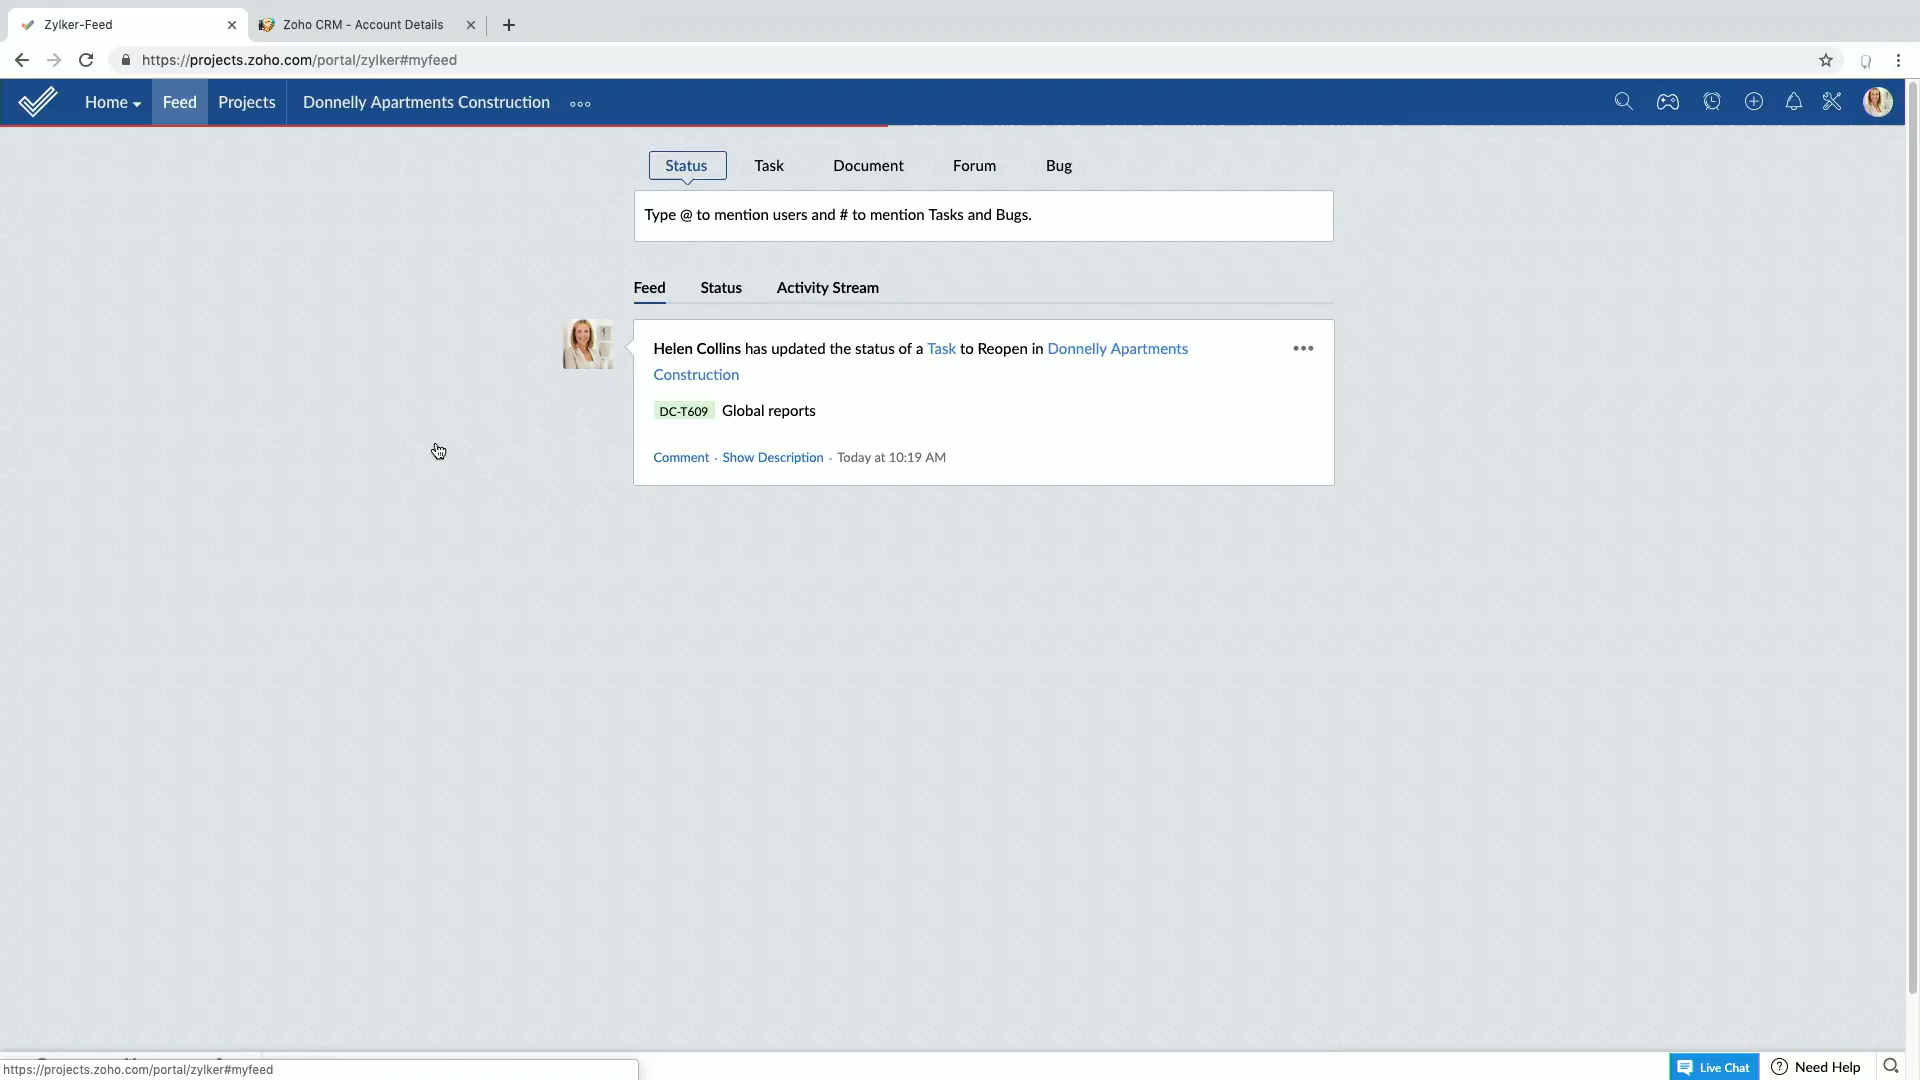 Zylker-Feed
Zoho CRM - Account Details
https://projects.zoho.com/portal/zylker#myfeed
Home Feed Projects Donnelly Apartments Construction
Status Task Document Forum Bug
Type @ to mention users and # to mention Tasks and Bugs.
Feed Status Activity Stream
Helen Collins has updated the status of a Task to Reopen in Donnelly Apartments
Construction
DC-T609 Global reports
Comment · Show Description · Today at 10:19 AM
https://projects.zoho.com/portal/zylker#myfeed
Live Chat
Need Help